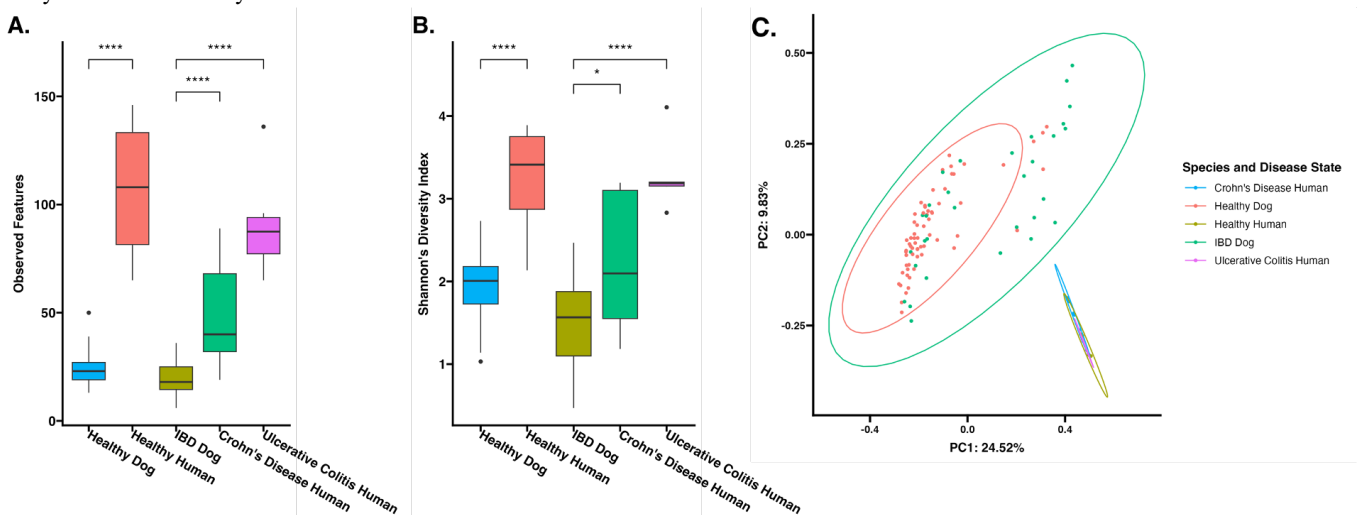 A.
****
****
****
Observed Features
150
100
50
0
Healthy Dog
Healthy Human
IBD Dog
Crohn's Disease Human
Ulcerative Colitis Human
B.
****
****
*
Shannon's Diversity Index
4
3
2
1
Healthy Dog
Healthy Human
IBD Dog
Crohn's Disease Human
Ulcerative Colitis Human
C.
PC2: 9.83%
0.50
0.25
0.00
-0.25
-0.4
0.0
0.4
PC1: 24.52%
Species and Disease State
Crohn's Disease Human
Healthy Dog
Healthy Human
IBD Dog
Ulcerative Colitis Human